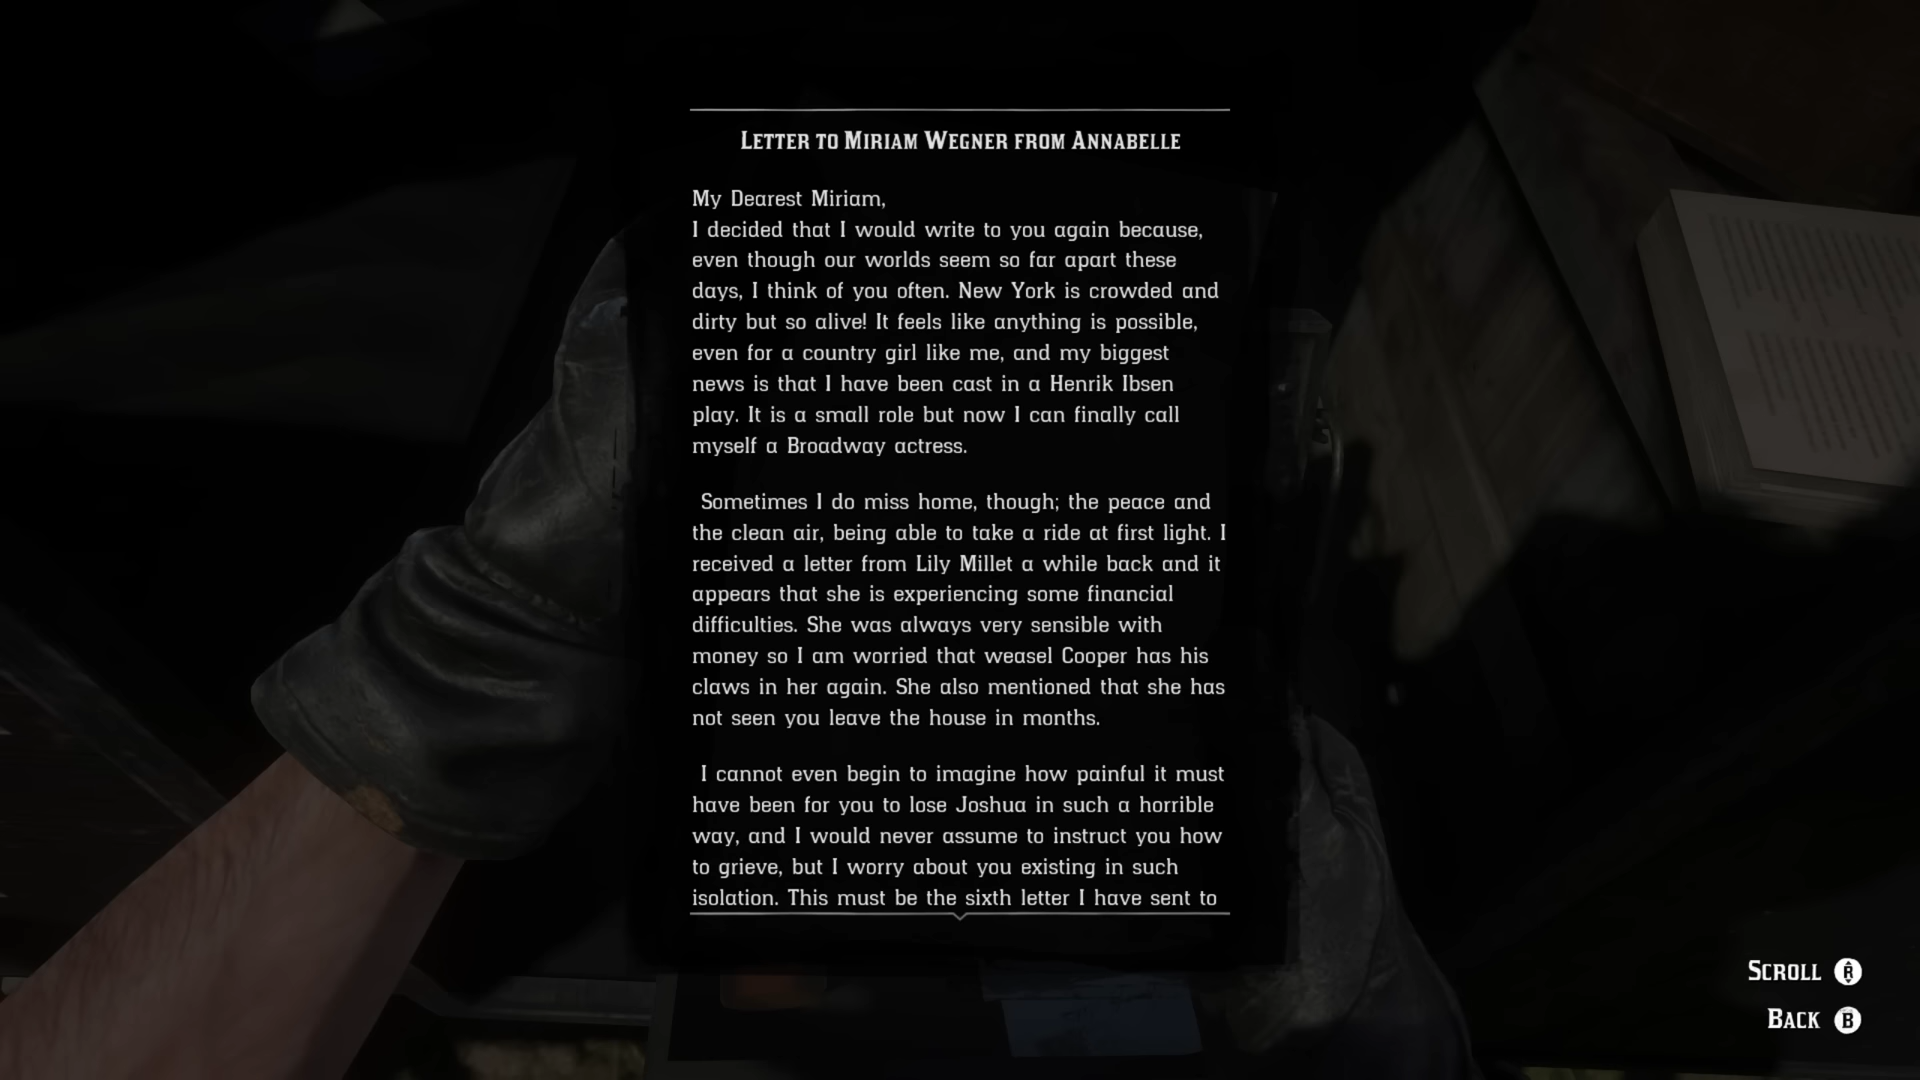 Letter to Miriam Wegner from Annabelle
My Dearest Miriam,
I decided that I would write to you again because,
even though our worlds seem so far apart these
days, I think of you often. New York is crowded and
dirty but so alive! It feels like anything is possible,
even for a country girl like me, and my biggest
news is that I have been cast in a Henrik Ibsen
play. It is a small role but now I can finally call
myself a Broadway actress.
Sometimes I do miss home, though; the peace and
the clean air, being able to take a ride at first light. I
received a letter from Lily Millet a while back and it
appears that she is experiencing some financial
difficulties. She was always very sensible with
money so I am worried that weasel Cooper has his
claws in her again. She also mentioned that she has
not seen you leave the house in months.
I cannot even begin to imagine how painful it must
have been for you to lose Joshua in such a horrible
way, and I would never assume to instruct you how
to grieve, but I worry about you existing in such
isolation. This must be the sixth letter I have sent to
Scroll R
Back B